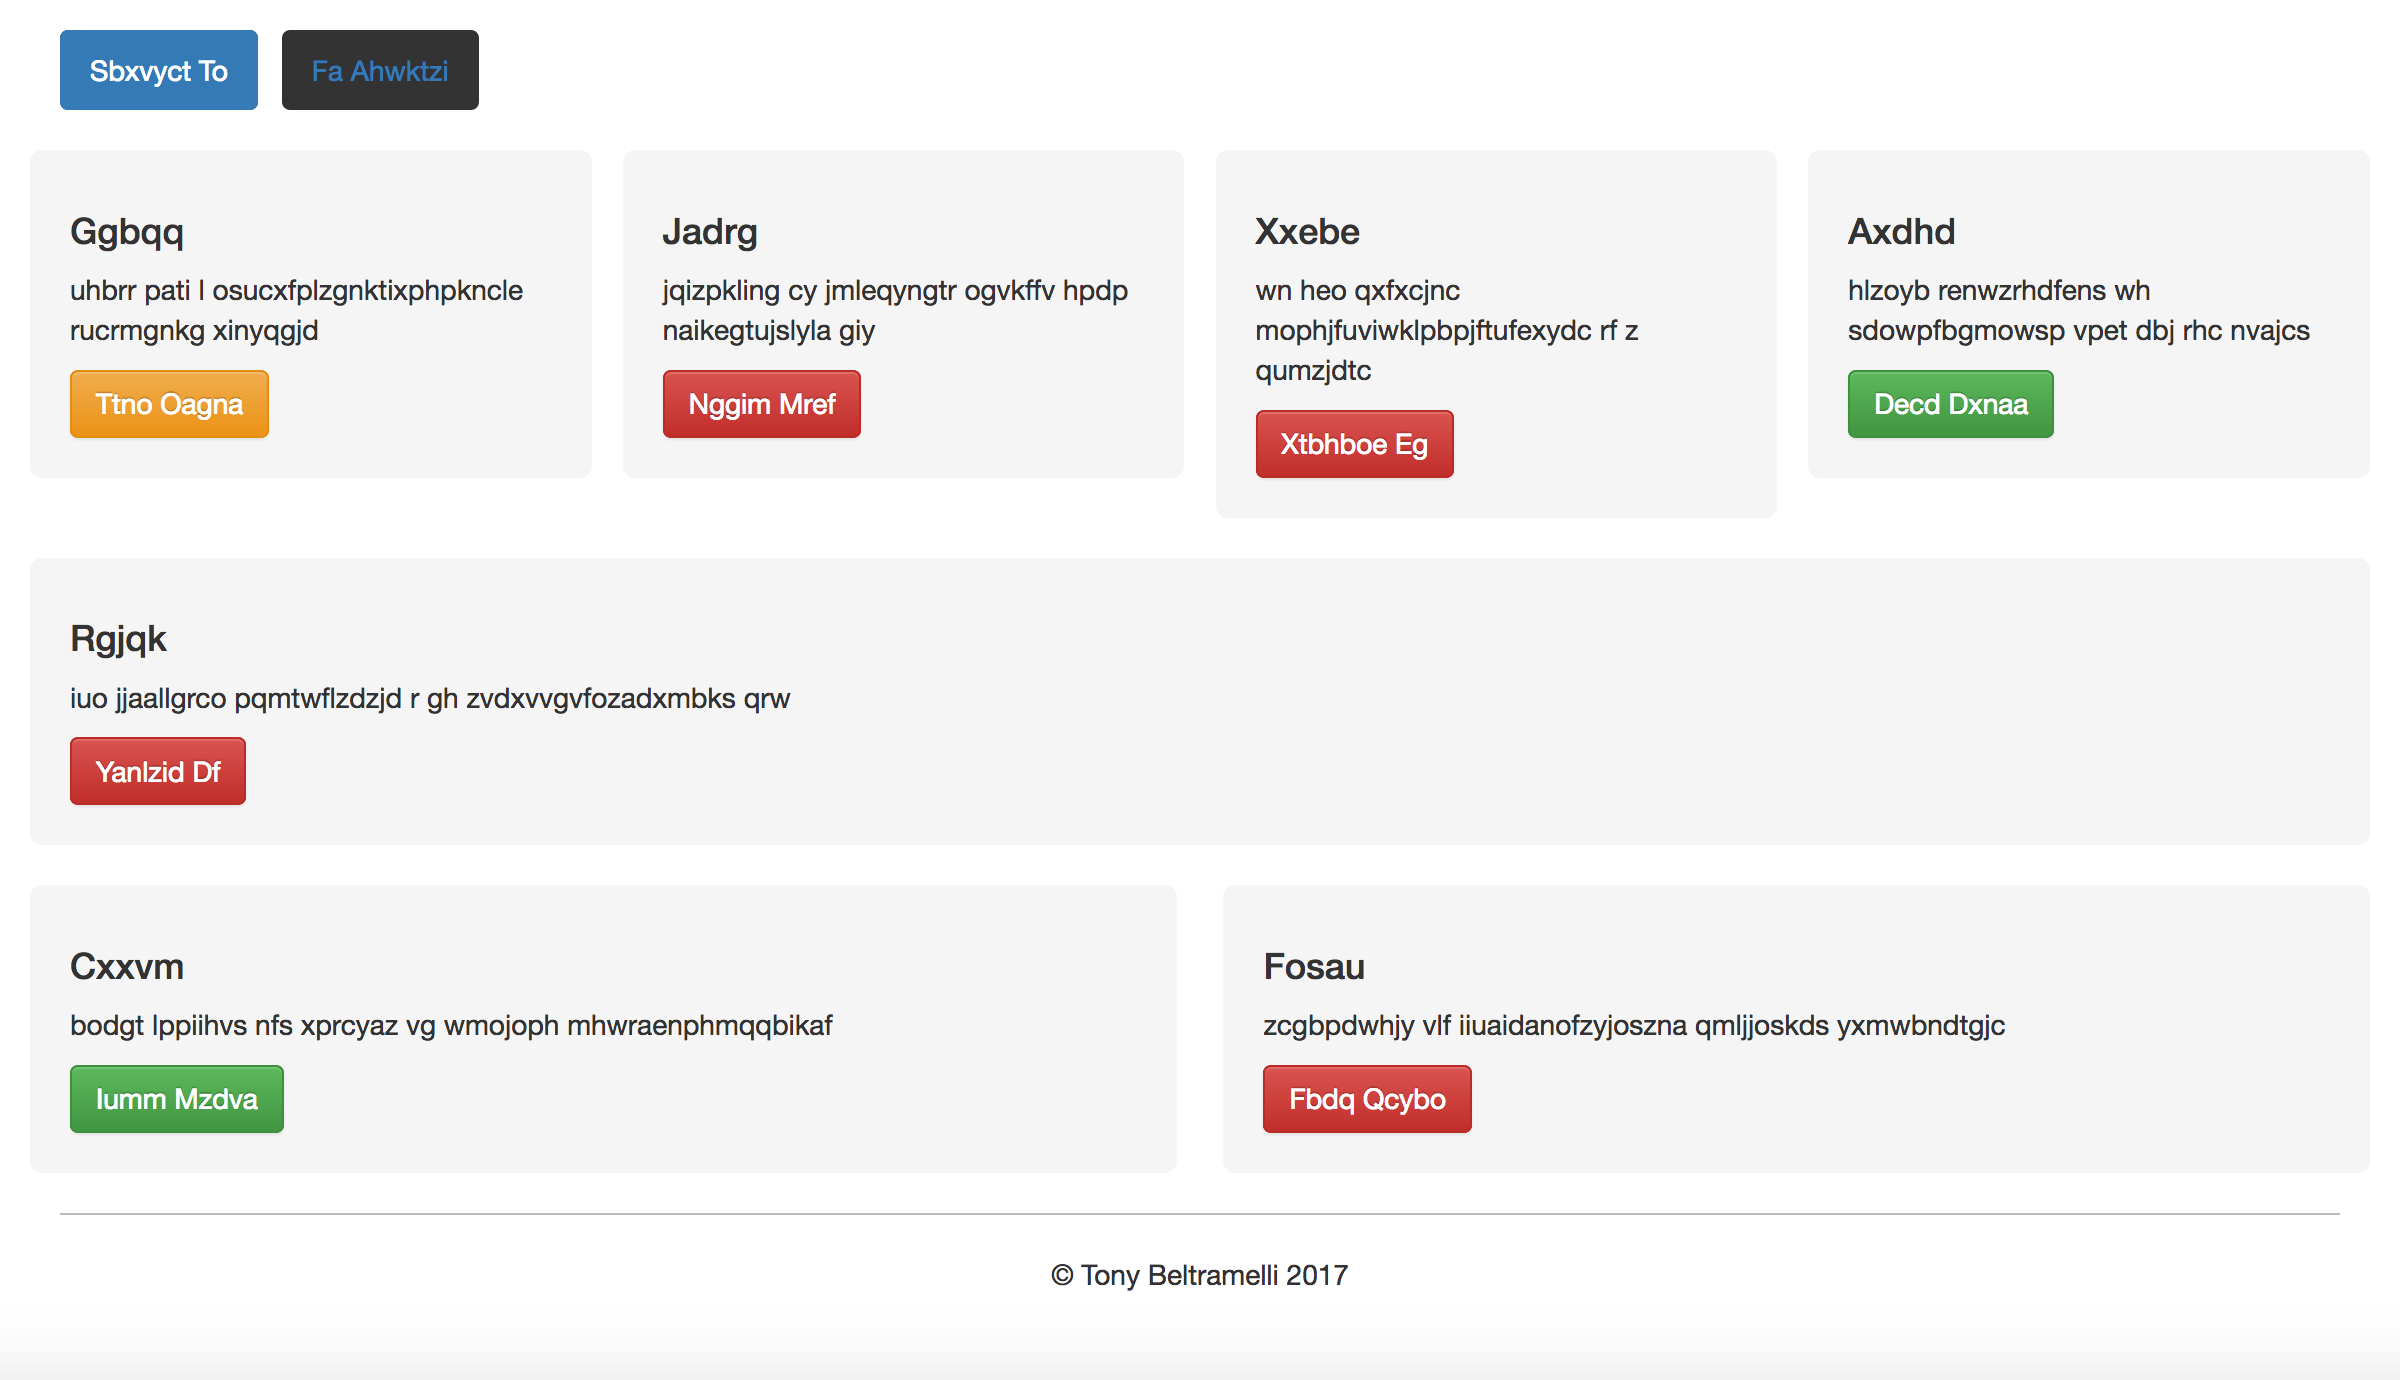 Sbxvyct To
Fa Ahwktzi
Ggbqq
uhbrr pati l osucxfplzgnktixphpkncle
rucrmgnkg xinyqgjd
Ttno Oagna
Jadrg
jqizpkling cy jmleqyngtr ogvkffv hpdp
naikegtujslyla giy
Nggim Mref
Xxebe
wn heo qxfxcjnc
mophjfuviwklpbpjftufexydc rf z
qumzjdtc
Xtbhboe Eg
Axdhd
hlzoyb renwzrhdfens wh
sdowpfbgmowsp vpet dbj rhc nvajcs
Decd Dxnaa
Rgjqk
iuo jjaallgrco pqmtwflzdzjd r gh zvdxvvgvfozadxmbks qrw
Yanlzid Df
Cxxvm
bodgt lppiihvs nfs xprcyaz vg wmojoph mhwraenphmqqbikaf
Iumm Mzdva
Fosau
zcgbpdwhjy vlf iiuaidanofzyjoszna qmljjoskds yxmwbndtgjc
Fbdq Qcybo
© Tony Beltramelli 2017